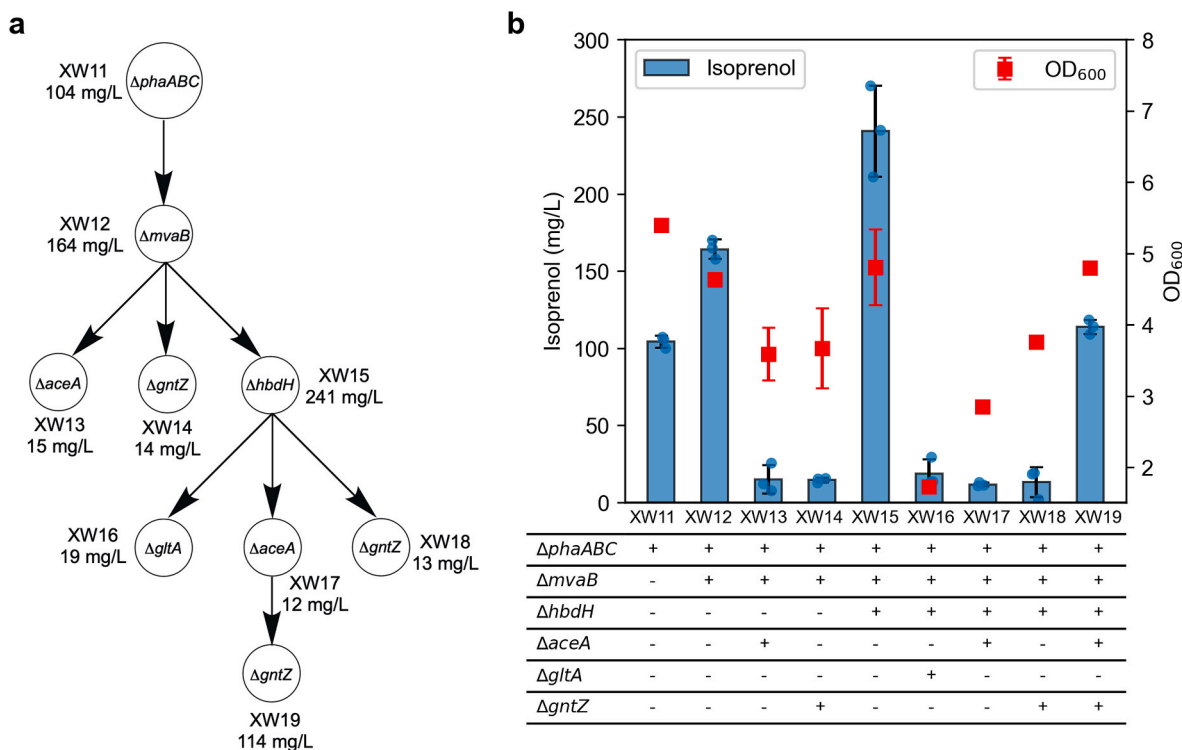 a
XW11
104 mg/L
ΔphaABC
XW12
164 mg/L
ΔmvaB
ΔaceA
ΔgntZ
ΔhbdH
XW13
15 mg/L
XW14
14 mg/L
XW15
241 mg/L
XW16
19 mg/L
ΔgltA
ΔaceA
ΔgntZ
XW17
12 mg/L
XW18
13 mg/L
ΔgntZ
XW19
114 mg/L
b
Isoprenol
OD600
Isoprenol (mg/L)
300
250
200
150
100
50
0
OD600
8
7
6
5
4
3
2
XW11 XW12 XW13 XW14 XW15 XW16 XW17 XW18 XW19
ΔphaABC + + + + + + + + +
ΔmvaB - + + + + + + + +
ΔhbdH - - - - + + + + +
ΔaceA - - + - - - + - +
ΔgltA - - - - - + - - -
ΔgntZ - - - + - - - + +